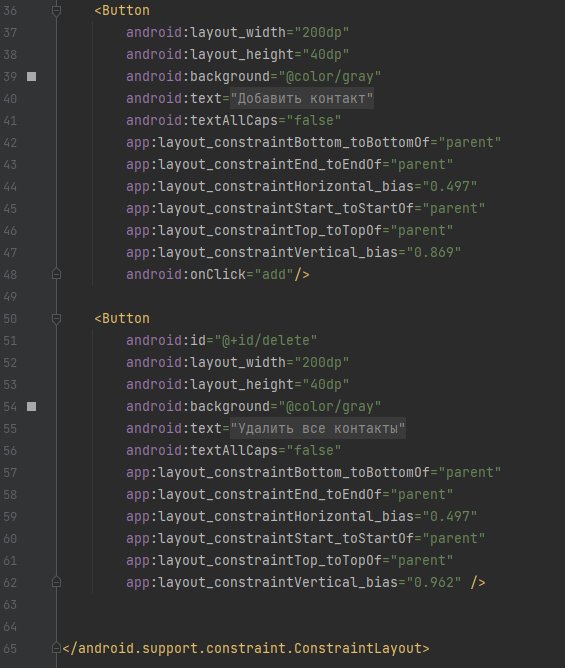 36 <Button
37 android:layout_width="200dp"
38 android:layout_height="40dp"
39 android:background="@color/gray"
40 android:text="Добавить контакт"
41 android:textAllCaps="false"
42 app:layout_constraintBottom_toBottomOf="parent"
43 app:layout_constraintEnd_toEndOf="parent"
44 app:layout_constraintHorizontal_bias="0.497"
45 app:layout_constraintStart_toStartOf="parent"
46 app:layout_constraintTop_toTopOf="parent"
47 app:layout_constraintVertical_bias="0.869"
48 android:onClick="add"/>
49
50 <Button
51 android:id="@+id/delete"
52 android:layout_width="200dp"
53 android:layout_height="40dp"
54 android:background="@color/gray"
55 android:text="Удалить все контакты"
56 android:textAllCaps="false"
57 app:layout_constraintBottom_toBottomOf="parent"
58 app:layout_constraintEnd_toEndOf="parent"
59 app:layout_constraintHorizontal_bias="0.497"
60 app:layout_constraintStart_toStartOf="parent"
61 app:layout_constraintTop_toTopOf="parent"
62 app:layout_constraintVertical_bias="0.962" />
63
64
65 </android.support.constraint.ConstraintLayout>